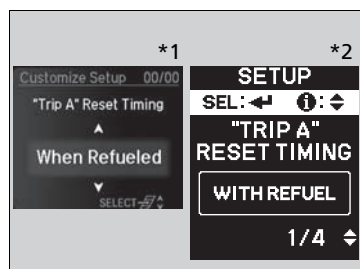 *1
Customize Setup 00/00
"Trip A" Reset Timing
When Refueled
SELECT
*2
SETUP
SEL: :
"TRIP A"
RESET TIMING
WITH REFUEL
1/4